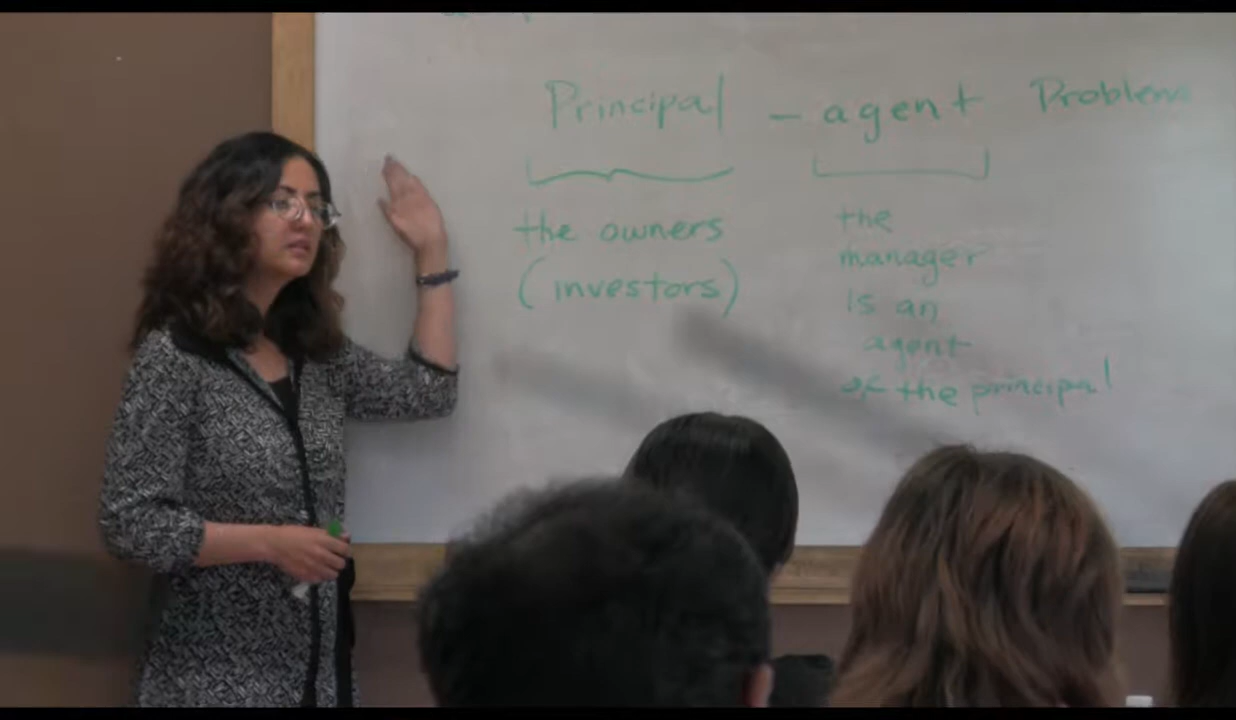 Principal - agent Problem
the owners
(investors)
the
manager
is an
agent
of the principal